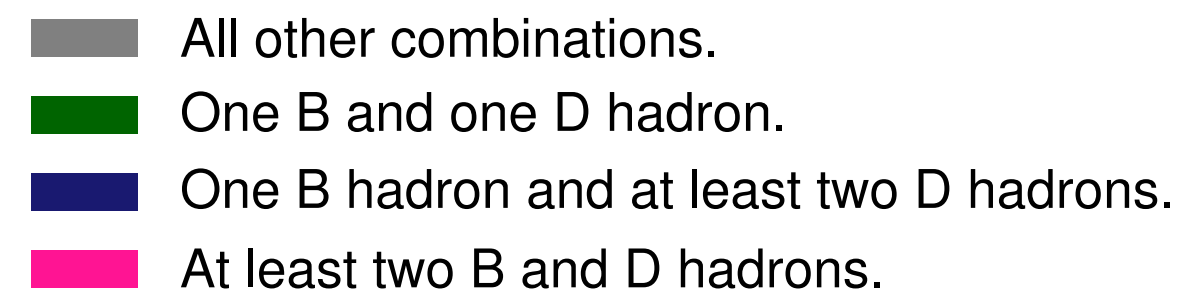 All other combinations.
One B and one D hadron.
One B hadron and at least two D hadrons.
At least two B and D hadrons.